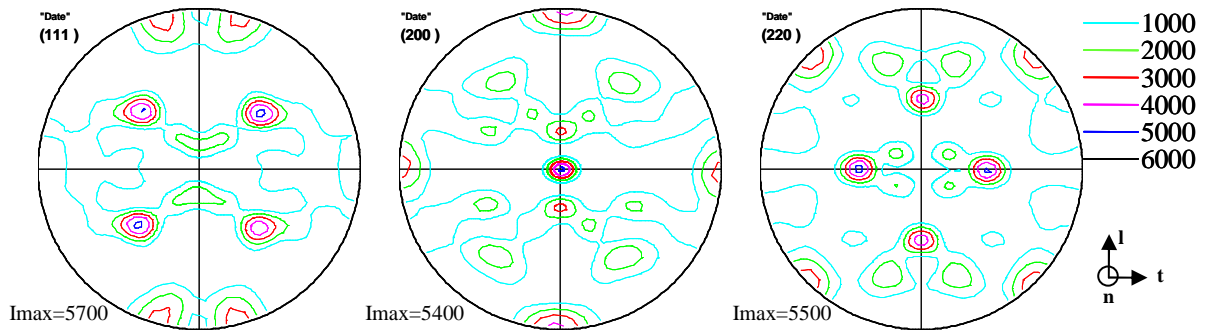 "Date"
(111 )
Imax=5700
"Date"
(200 )
Imax=5400
"Date"
(220 )
Imax=5500
1000
2000
3000
4000
5000
6000
l
t
n